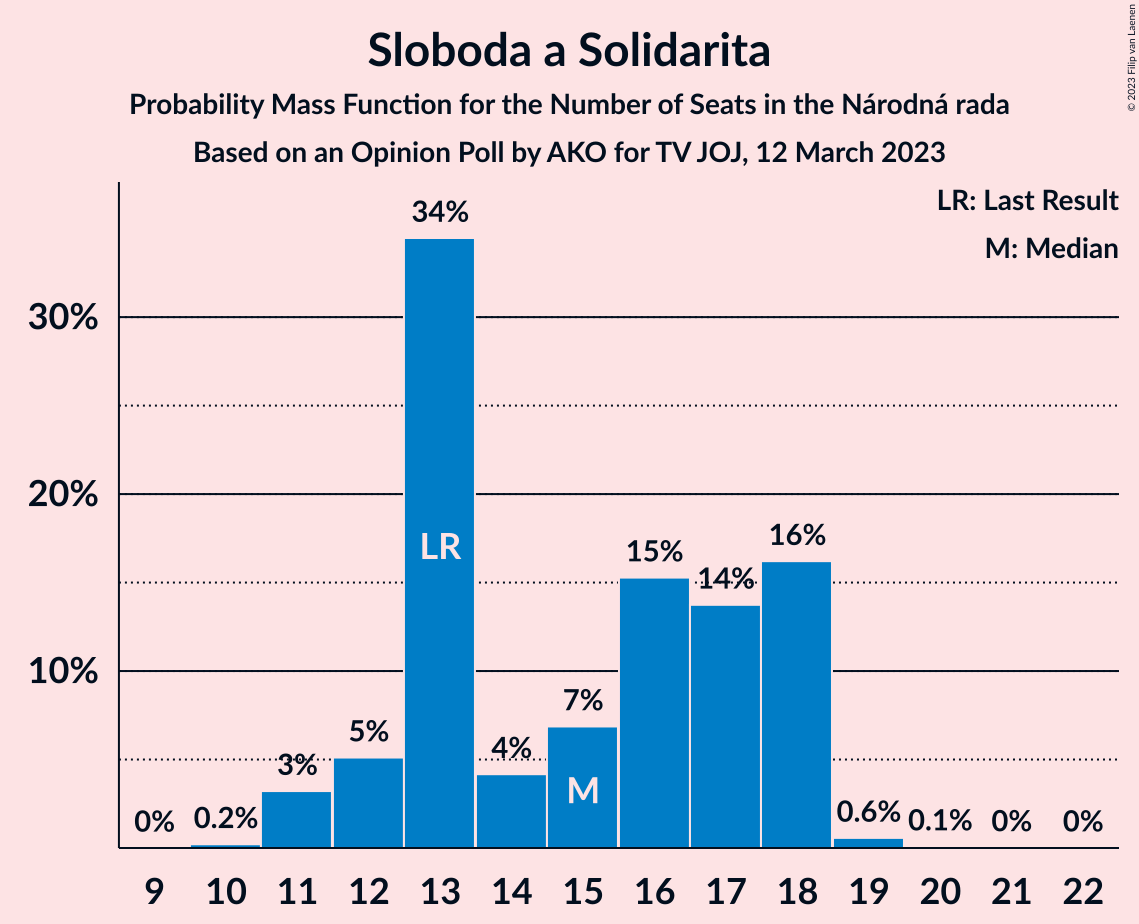 Sloboda a Solidarita
Probability Mass Function for the Number of Seats in the Národná rada
Based on an Opinion Poll by AKO for TV JOJ, 12 March 2023
© 2023 Filip van Laenen
LR: Last Result
M: Median
30%
20%
10%
0%
0.2%
3%
5%
34%
4%
7%
15%
14%
16%
0.6%
0.1%
0%
0%
LR
M
9 10 11 12 13 14 15 16 17 18 19 20 21 22